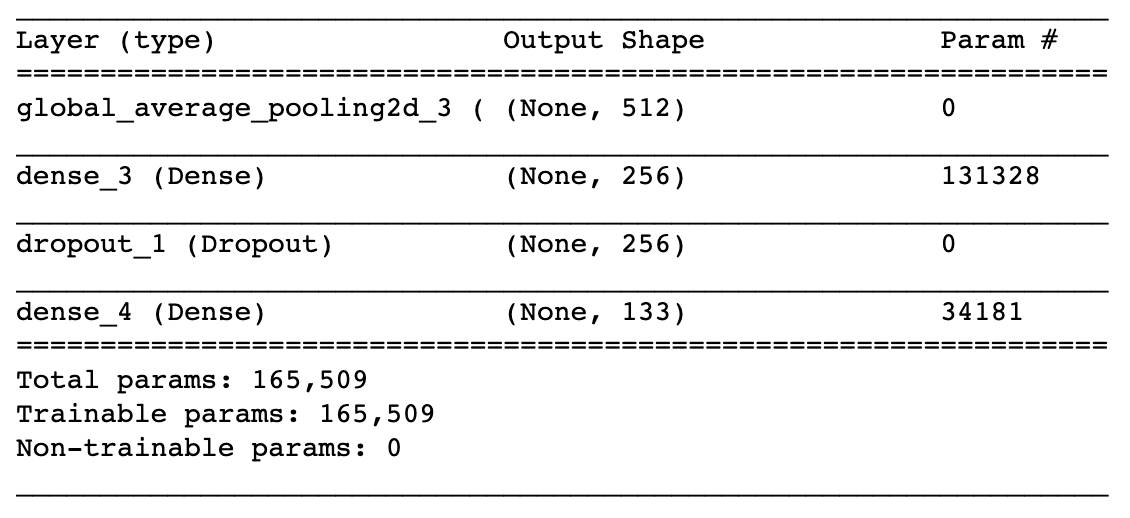 Layer (type) Output Shape Param #
=================================================================
global_average_pooling2d_3 ( (None, 512) 0
dense_3 (Dense) (None, 256) 131328
dropout_1 (Dropout) (None, 256) 0
dense_4 (Dense) (None, 133) 34181
=================================================================
Total params: 165,509
Trainable params: 165,509
Non-trainable params: 0